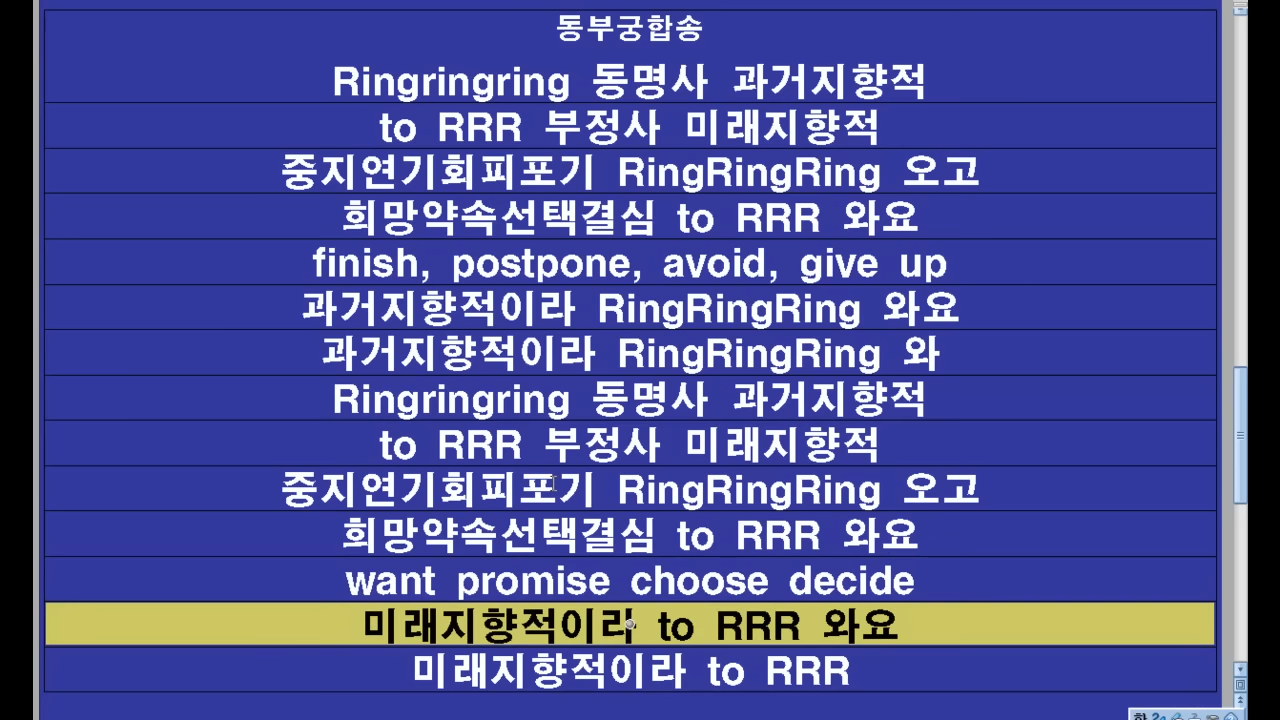 동부궁합송
Ringringring 동명사 과거지향적
to RRR 부정사 미래지향적
중지연기회피포기 RingRingRing 오고
희망약속선택결심 to RRR 와요
finish, postpone, avoid, give up
과거지향적이라 RingRingRing 와요
과거지향적이라 RingRingRing 와
Ringringring 동명사 과거지향적
to RRR 부정사 미래지향적
중지연기회피포기 RingRingRing 오고
희망약속선택결심 to RRR 와요
want promise choose decide
미래지향적이라 to RRR 와요
미래지향적이라 to RRR